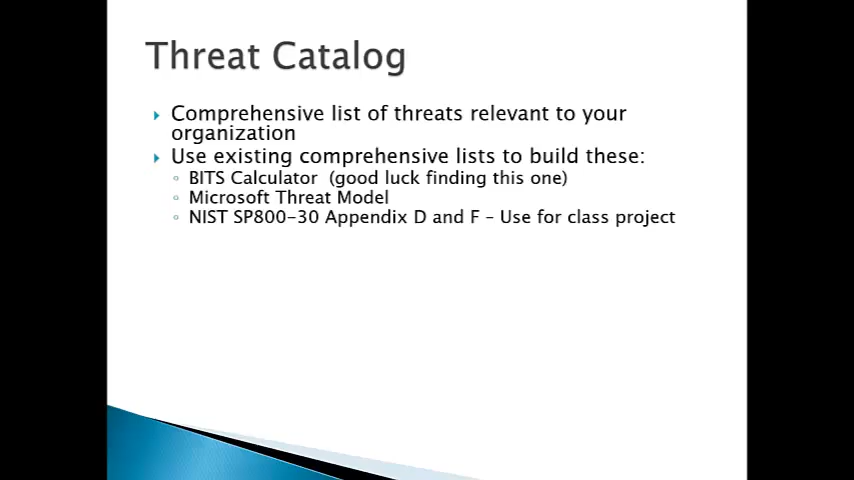 Threat Catalog
Comprehensive list of threats relevant to your
organization
Use existing comprehensive lists to build these:
BITS Calculator (good luck finding this one)
Microsoft Threat Model
NIST SP800-30 Appendix D and F – Use for class project